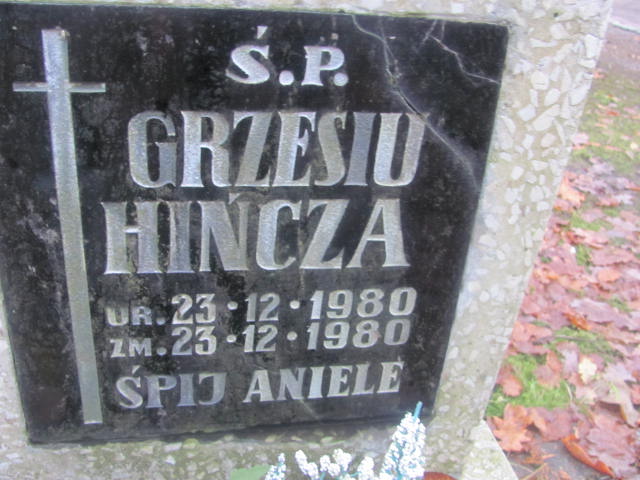 Ś.P.
GRZESIU
HIŃCZA
UR. 23·12·1980
ZM. 23·12·1980
ŚPIJ ANIELE